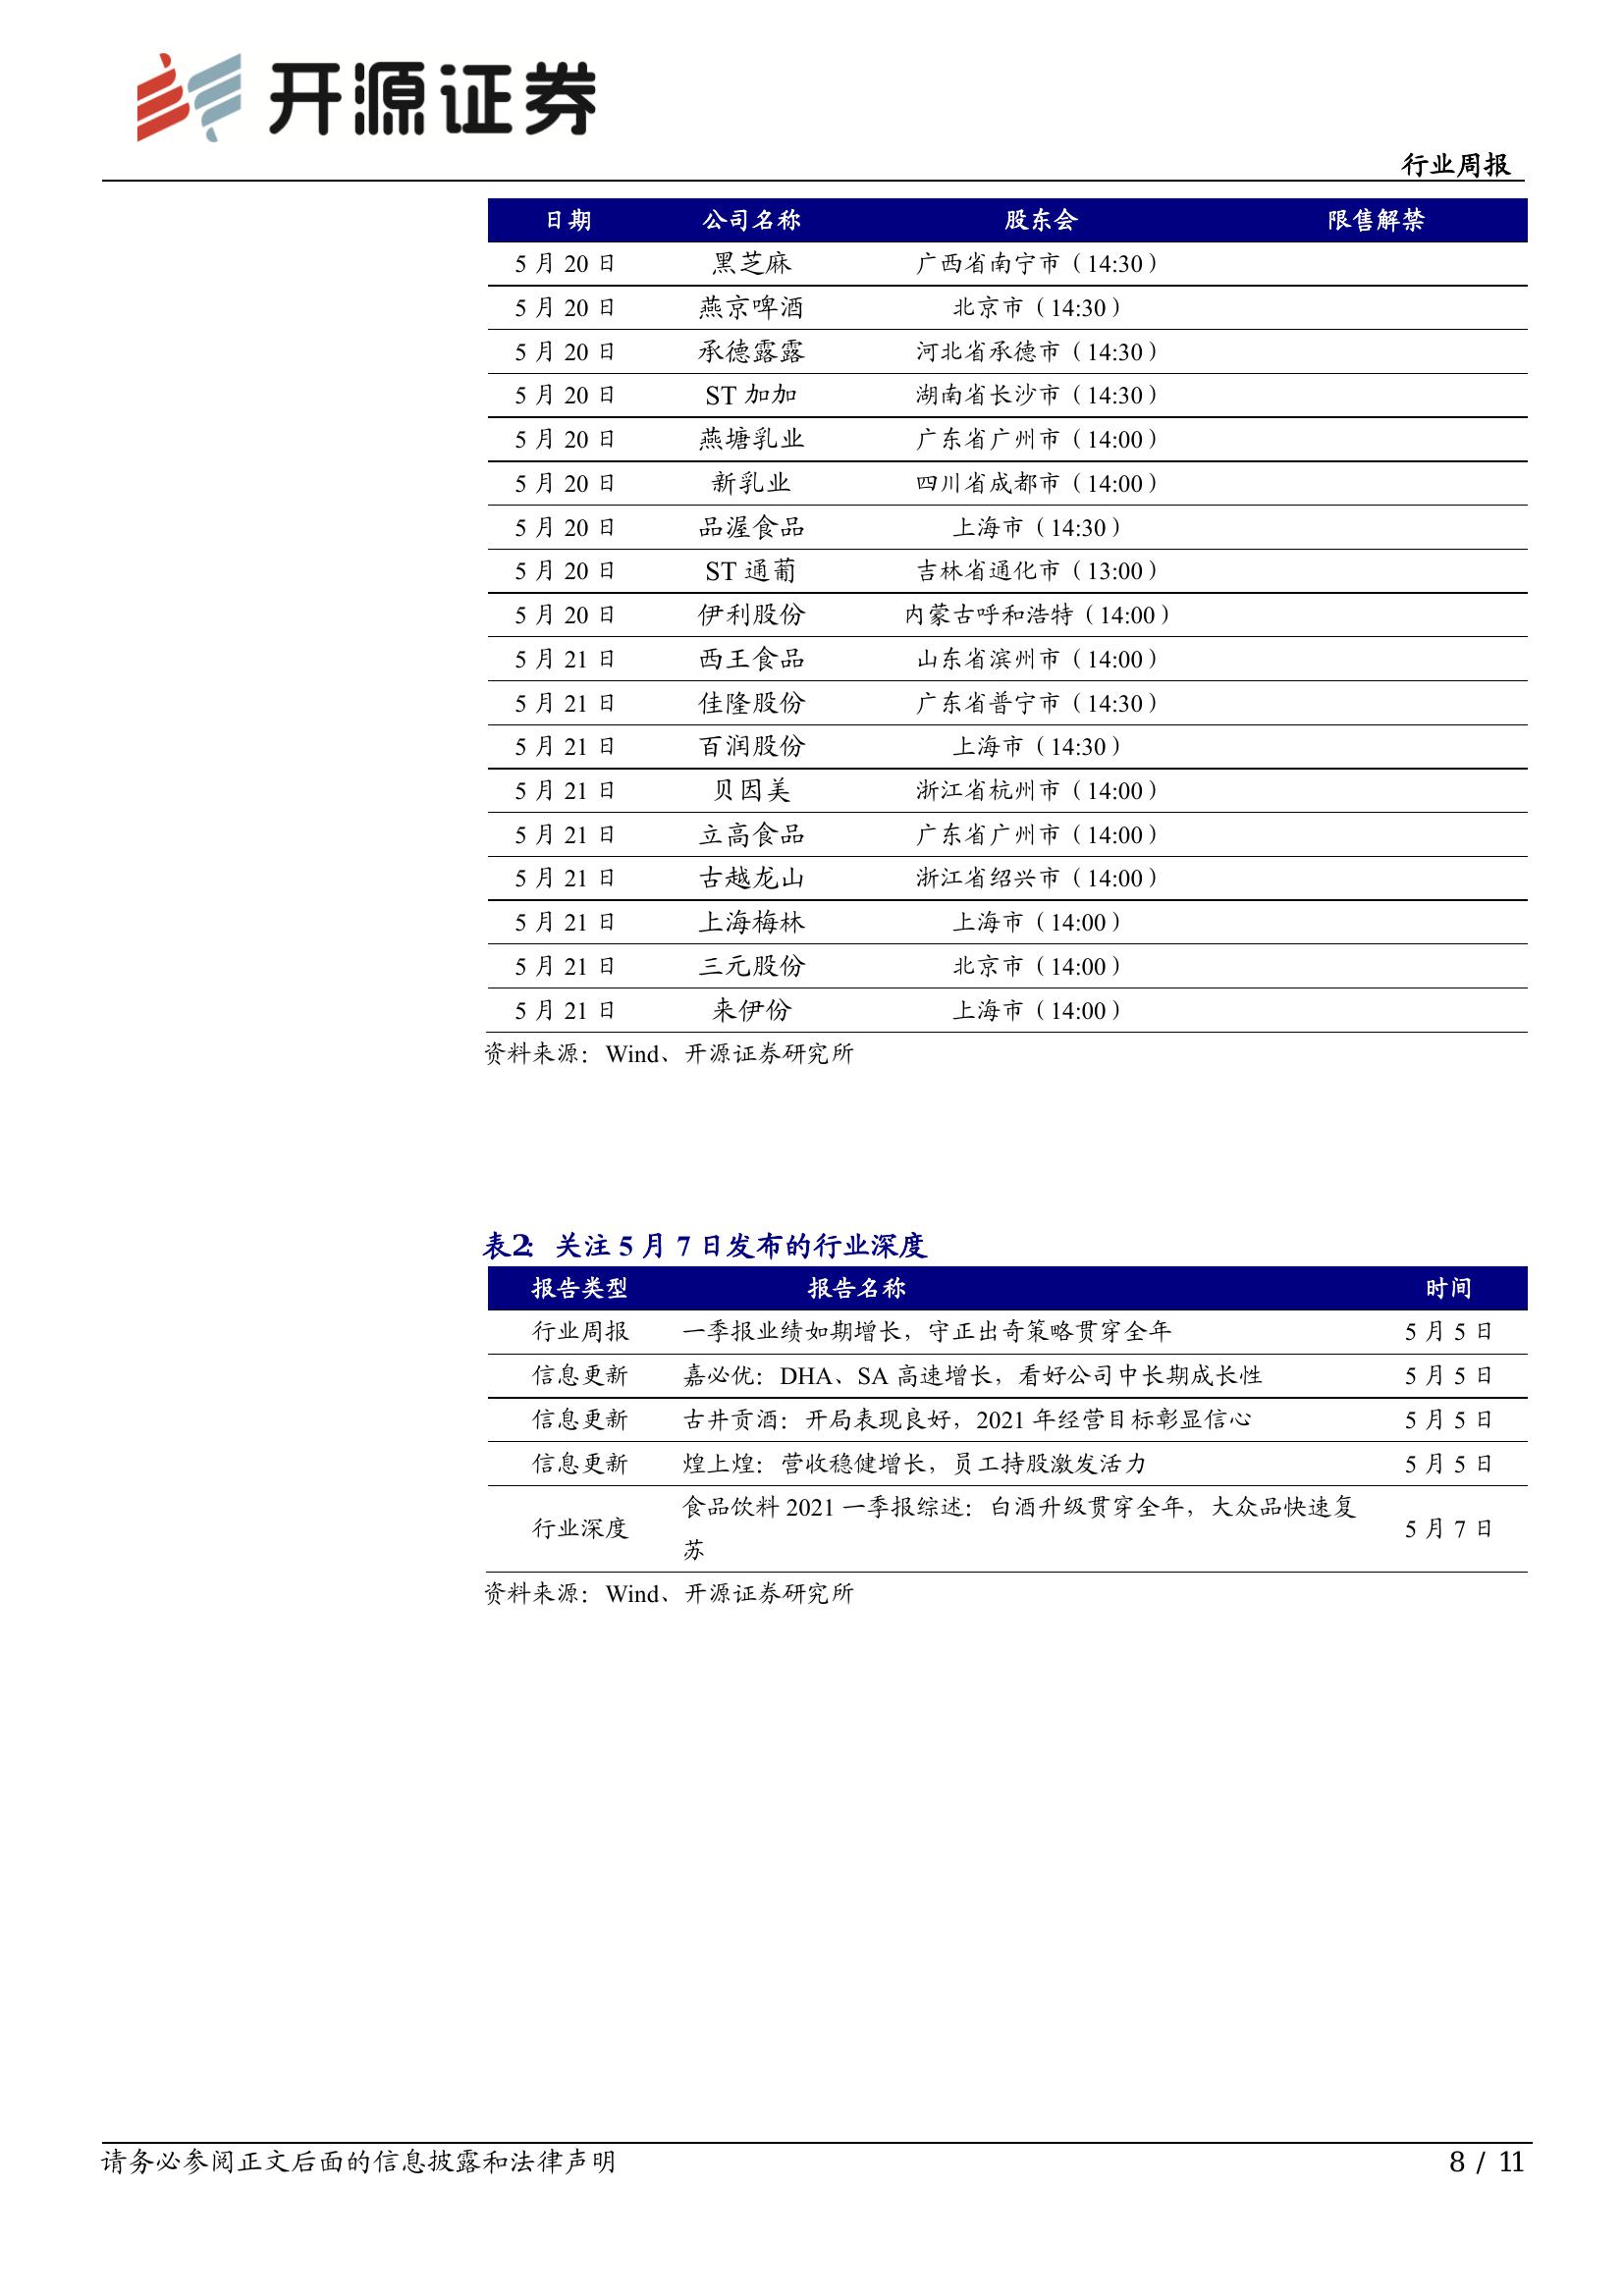 开源证券
行业周报
日期 公司名称 股东会 限售解禁
5 月 20 日 黑芝麻 广西省南宁市（14:30）
5 月 20 日 燕京啤酒 北京市（14:30）
5 月 20 日 承德露露 河北省承德市（14:30）
5 月 20 日 ST 加加 湖南省长沙市（14:30）
5 月 20 日 燕塘乳业 广东省广州市（14:00）
5 月 20 日 新乳业 四川省成都市（14:00）
5 月 20 日 品渥食品 上海市（14:30）
5 月 20 日 ST 通葡 吉林省通化市（13:00）
5 月 20 日 伊利股份 内蒙古呼和浩特（14:00）
5 月 21 日 西王食品 山东省滨州市（14:00）
5 月 21 日 佳隆股份 广东省普宁市（14:30）
5 月 21 日 百润股份 上海市（14:30）
5 月 21 日 贝因美 浙江省杭州市（14:00）
5 月 21 日 立高食品 广东省广州市（14:00）
5 月 21 日 古越龙山 浙江省绍兴市（14:00）
5 月 21 日 上海梅林 上海市（14:00）
5 月 21 日 三元股份 北京市（14:00）
5 月 21 日 来伊份 上海市（14:00）
资料来源：Wind、开源证券研究所
表2：关注 5 月 7 日发布的行业深度
报告类型 报告名称 时间
行业周报 一季报业绩如期增长，守正出奇策略贯穿全年 5 月 5 日
信息更新 嘉必优：DHA、SA 高速增长，看好公司中长期成长性 5 月 5 日
信息更新 古井贡酒：开局表现良好，2021 年经营目标彰显信心 5 月 5 日
信息更新 煌上煌：营收稳健增长，员工持股激发活力 5 月 5 日
行业深度 食品饮料 2021 一季报综述：白酒升级贯穿全年，大众品快速复 5 月 7 日
苏
资料来源：Wind、开源证券研究所
请务必参阅正文后面的信息披露和法律声明 8 / 11